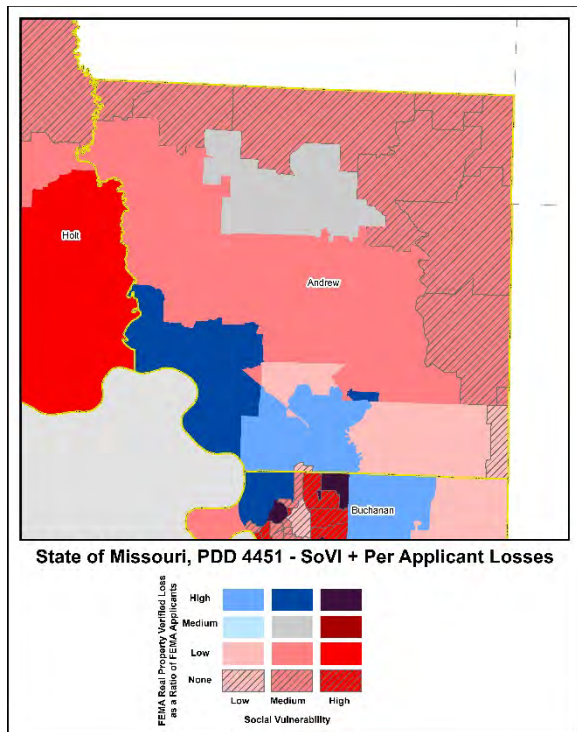 Holt
Andrew
Buchanan
State of Missouri, PDD 4451 - SoVI + Per Applicant Losses
FEMA Real Property Verified Loss
as a Ratio of FEMA Applicants
High
Medium
Low
None
Low Medium High
Social Vulnerability